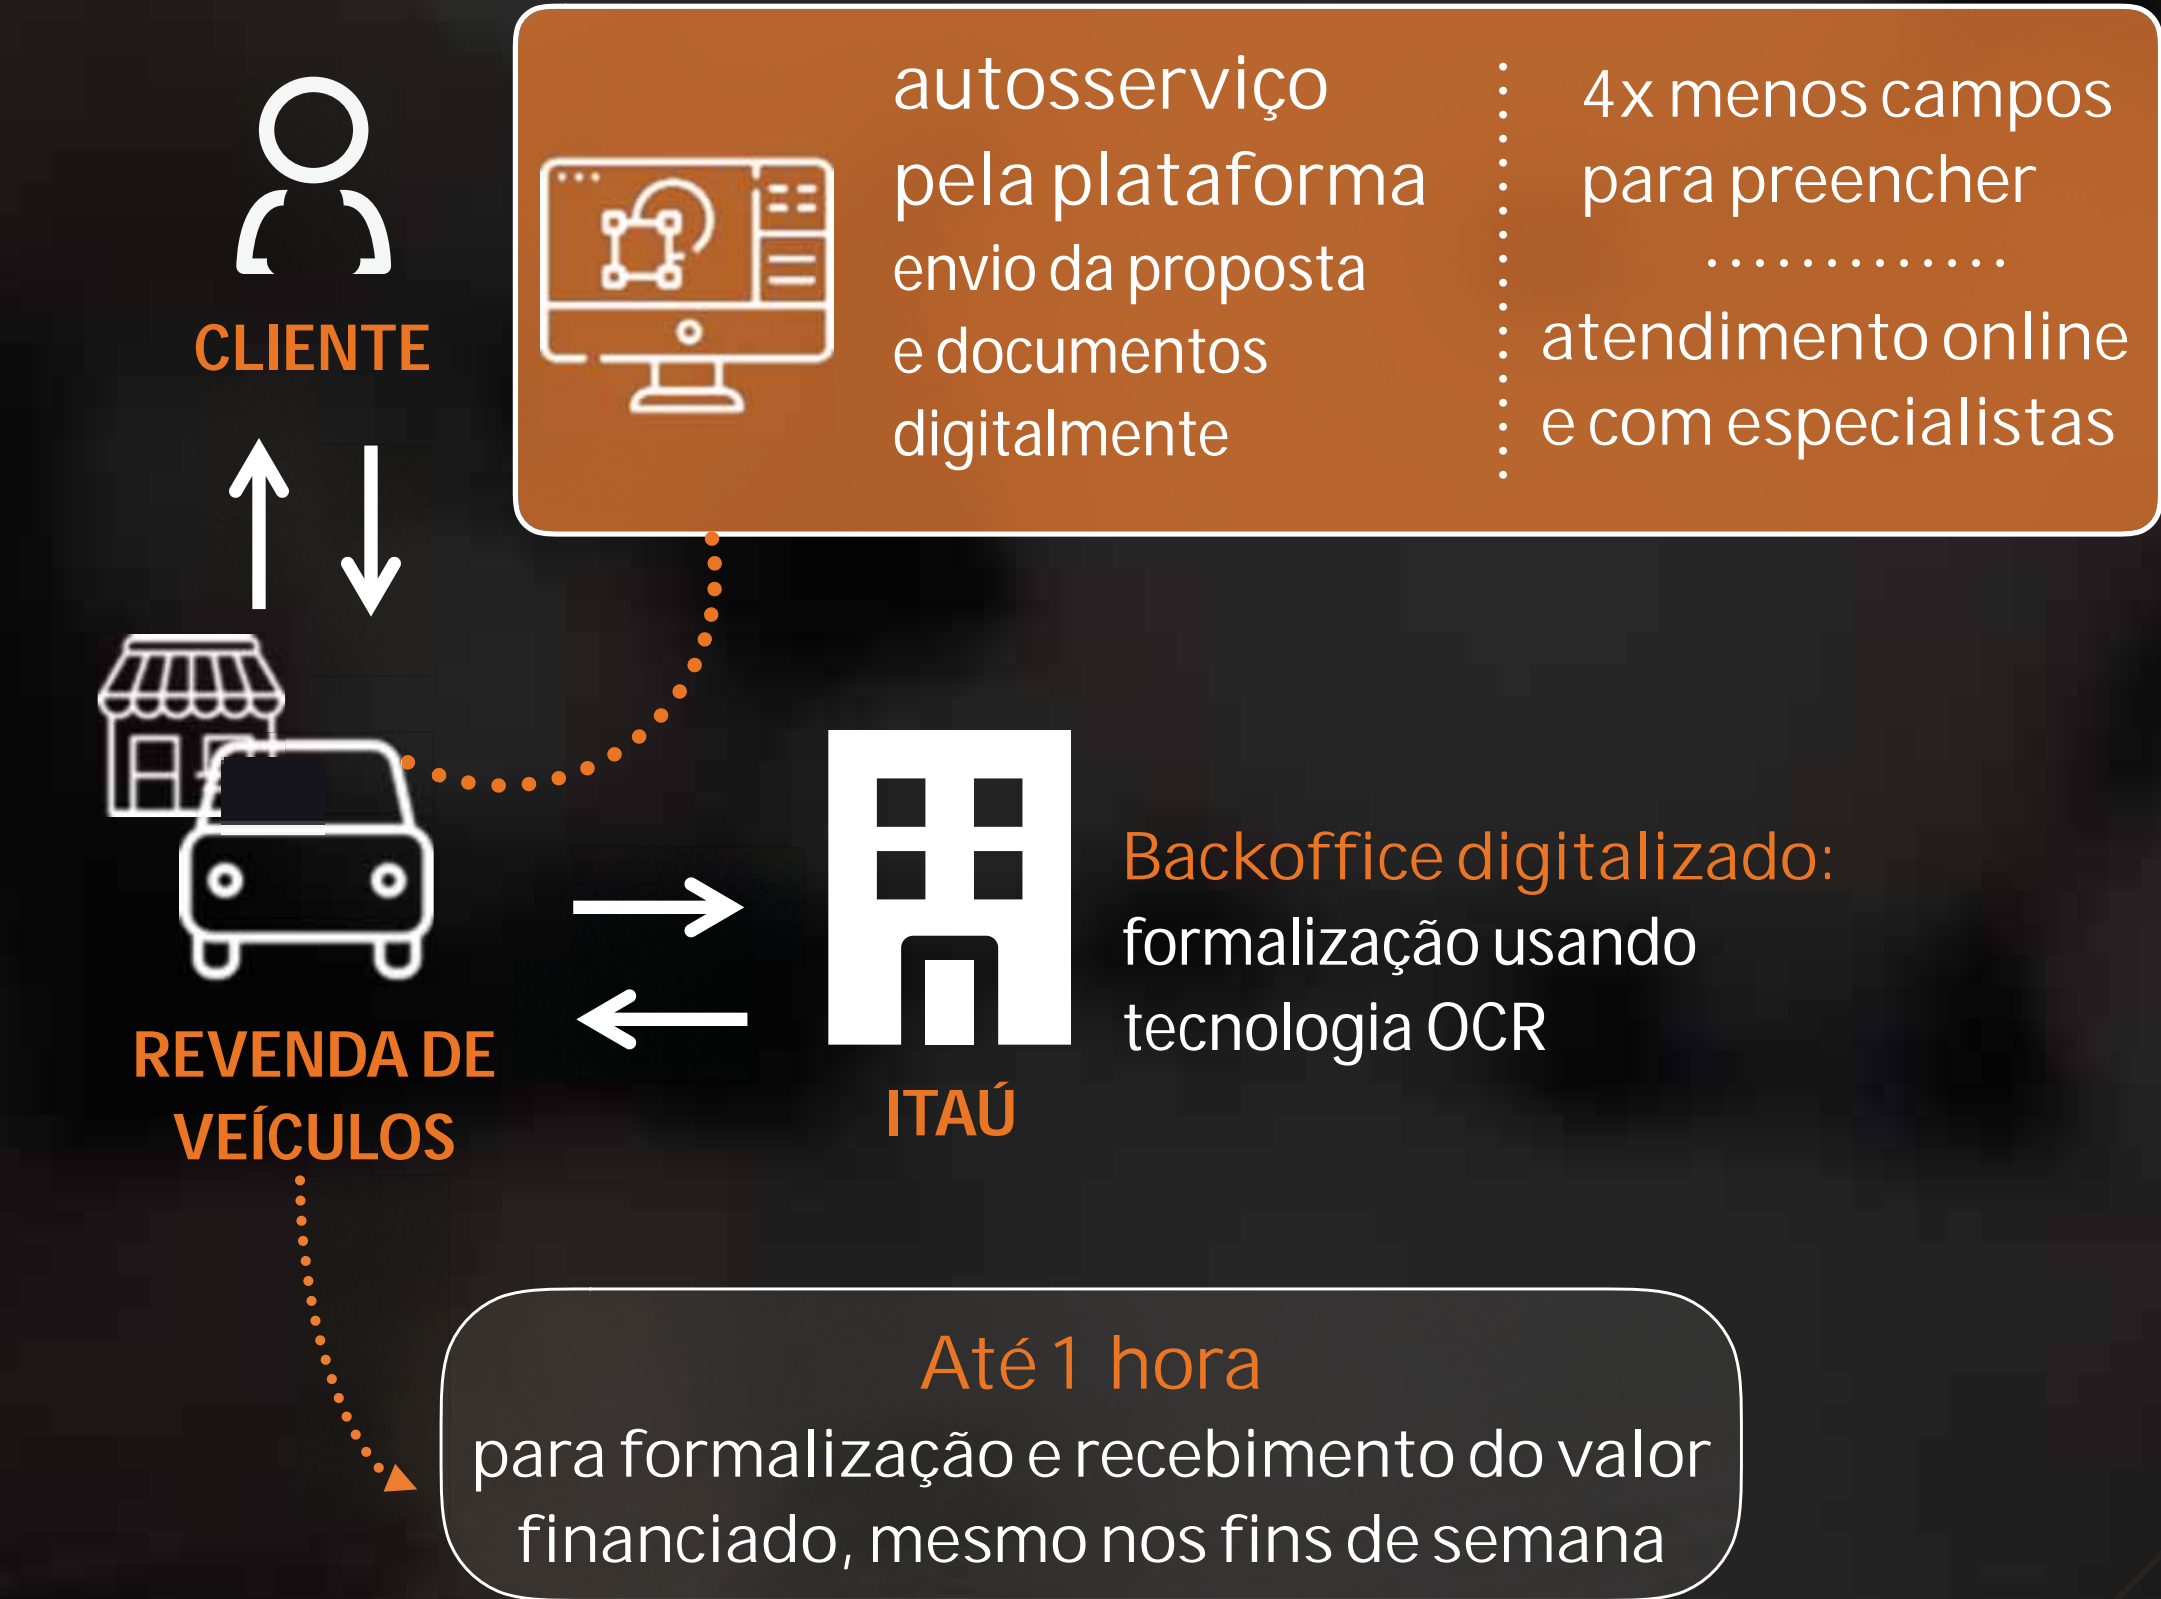 autosserviço
pela plataforma
envio da proposta
e documentos
digitalmente
4x menos campos
para preencher
atendimento online
e com especialistas
CLIENTE
Backoffice digitalizado:
formalização usando
tecnologia OCR
REVENDA DE
VEÍCULOS
ITAÚ
Até 1 hora
para formalização e recebimento do valor
financiado, mesmo nos fins de semana